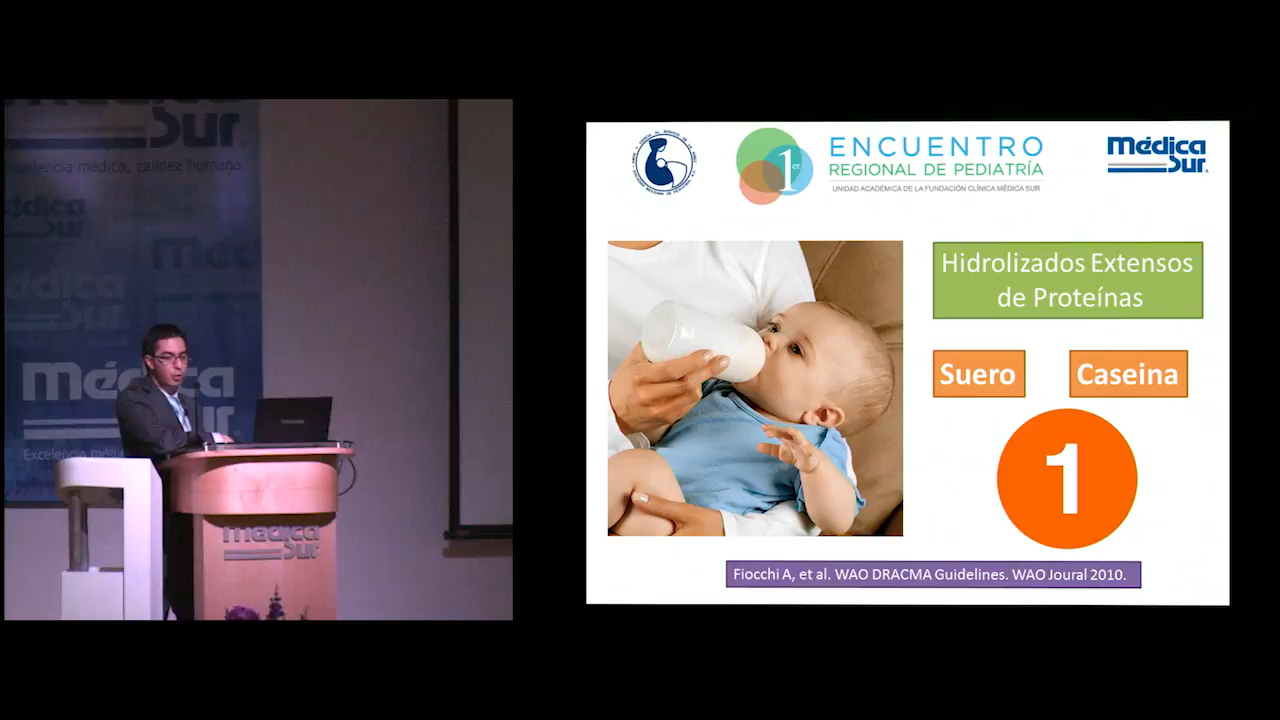 Sur
excelencia médica, calidez humana
médica
Sur
médica
médica
Sur
médica
Sur
Excelencia médi
médica
Sur
1er
ENCUENTRO
REGIONAL DE PEDIATRÍA
UNIDAD ACADÉMICA DE LA FUNDACIÓN CLÍNICA MÉDICA SUR
médica
Sur
Hidrolizados Extensos
de Proteínas
Suero
Caseina
1
Fiocchi A, et al. WAO DRACMA Guidelines. WAO Joural 2010.